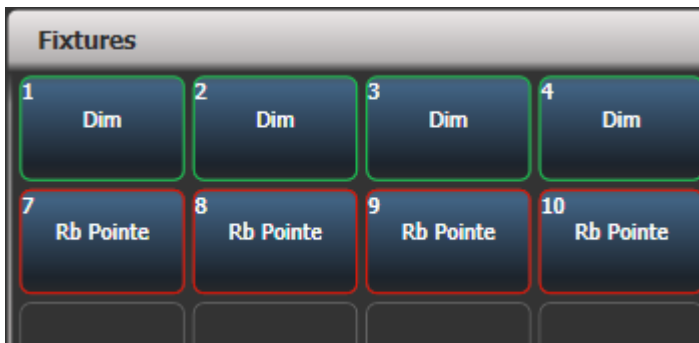 Fixtures
1 Dim
2 Dim
3 Dim
4 Dim
7 Rb Pointe
8 Rb Pointe
9 Rb Pointe
10 Rb Pointe